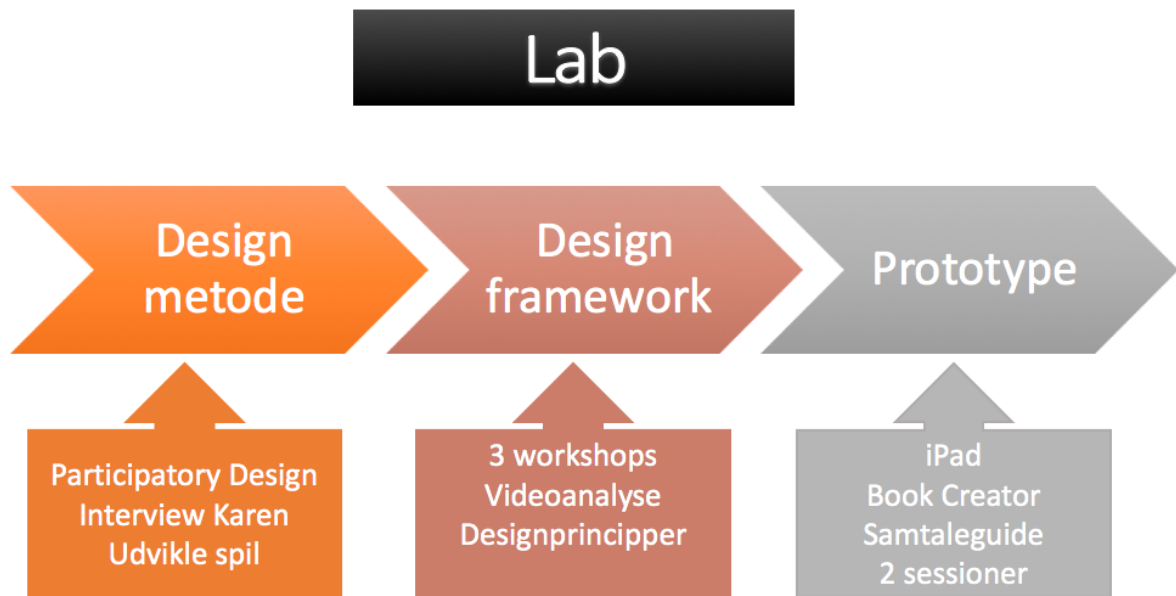 Lab
Design
metode
Design
framework
Prototype
Participatory Design
Interview Karen
Udvikle spil
3 workshops
Videoanalyse
Designprincipper
iPad
Book Creator
Samtaleguide
2 sessioner